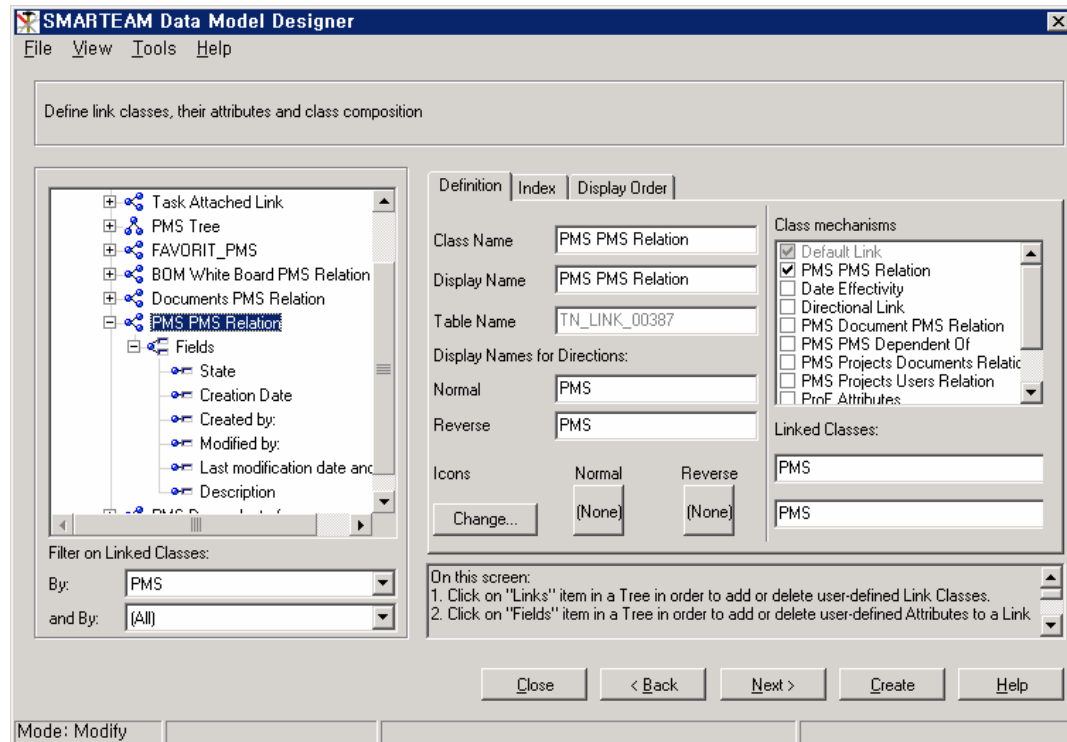 SMARTEAM Data Model Designer
File View Tools Help
Define link classes, their attributes and class composition
Task Attached Link
PMS Tree
FAVORIT_PMS
BOM White Board PMS Relation
Documents PMS Relation
PMS PMS Relation
Fields
State
Creation Date
Created by:
Modified by:
Last modification date and
Description
Filter on Linked Classes:
By: PMS
and By: (All)
Definition Index Display Order
Class Name PMS PMS Relation
Display Name PMS PMS Relation
Table Name TN_LINK_00387
Display Names for Directions:
Normal PMS
Reverse PMS
Icons Normal Reverse
Change... (None) (None)
Class mechanisms
Default Link
PMS PMS Relation
Date Effectivity
Directional Link
PMS Document PMS Relation
PMS PMS Dependent Of
PMS Projects Documents Relatic
PMS Projects Users Relation
ProE Attributes
Linked Classes:
PMS
PMS
On this screen:
1. Click on "Links" item in a Tree in order to add or delete user-defined Link Classes.
2. Click on "Fields" item in a Tree in order to add or delete user-defined Attributes to a Link
Close < Back Next > Create Help
Mode: Modify